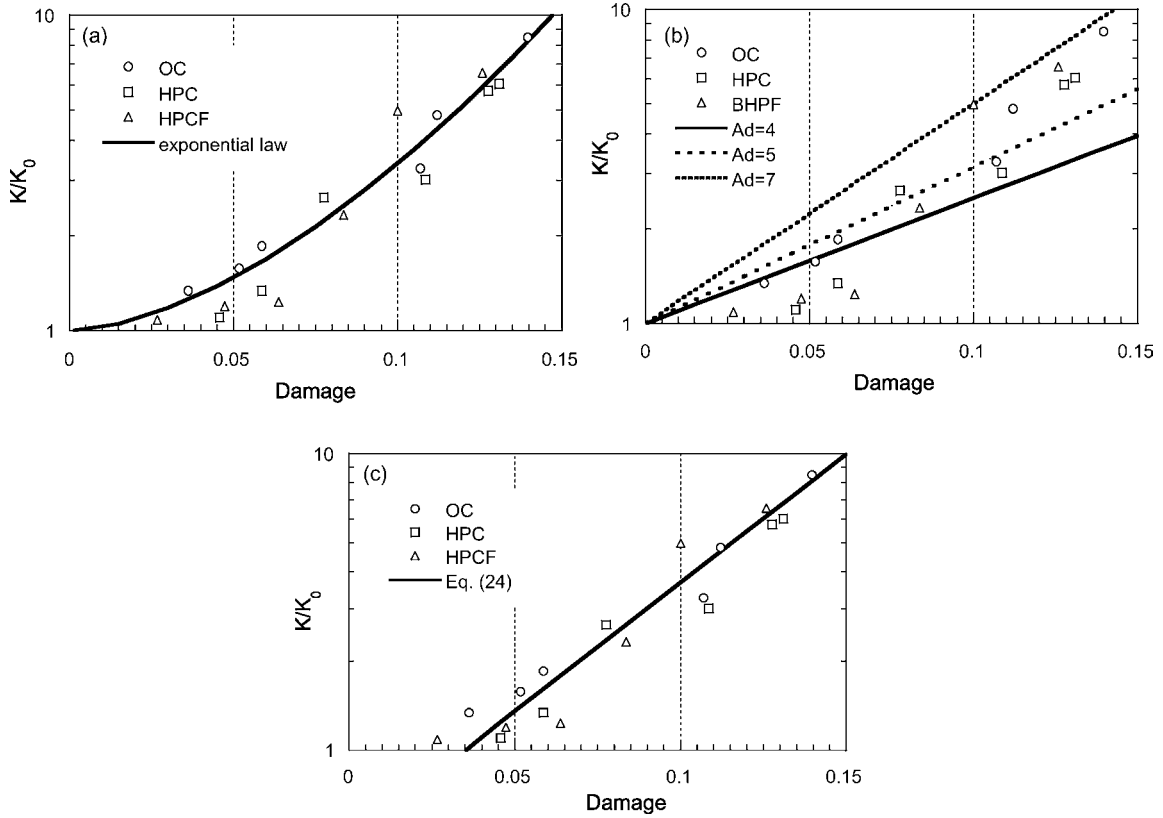 10
(a)
OC
HPC
HPCF
exponential law
K/K0
1
0
0.05
0.1
0.15
Damage
10
(b)
OC
HPC
BHPF
Ad=4
Ad=5
Ad=7
K/K0
1
0
0.05
0.1
0.15
Damage
10
(c)
OC
HPC
HPCF
Eq. (24)
K/K0
1
0
0.05
0.1
0.15
Damage